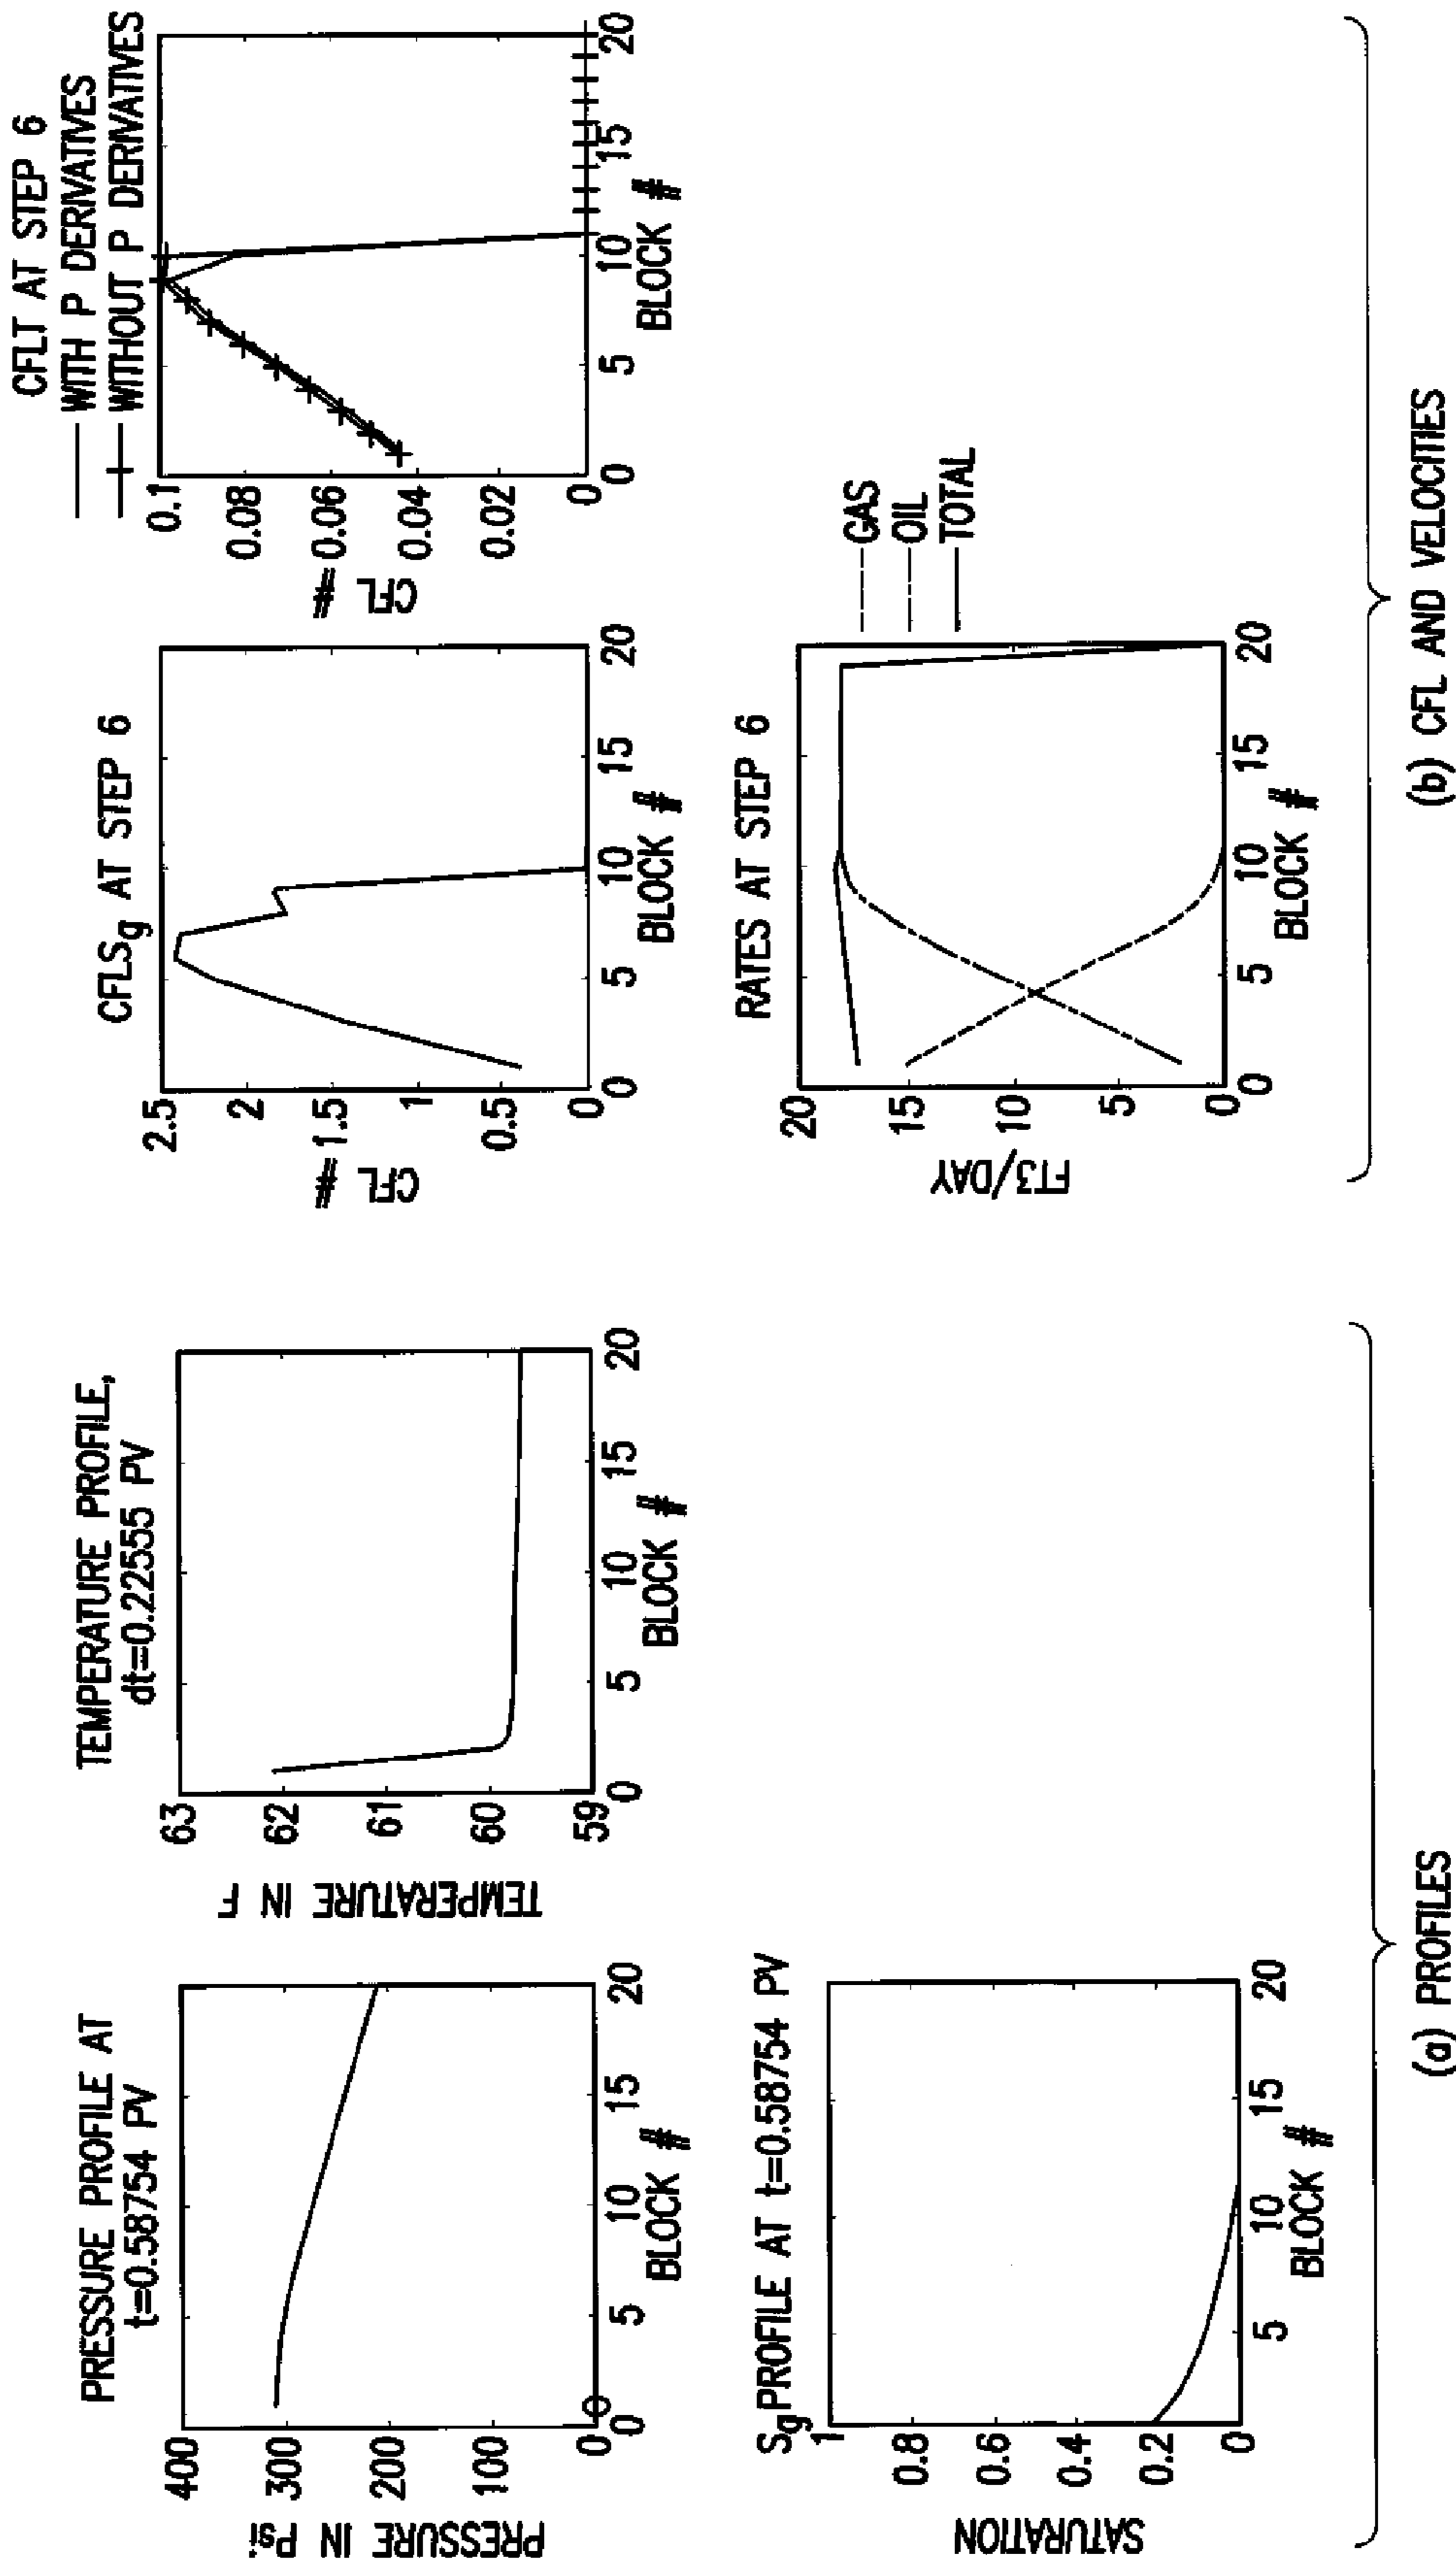 PRESSURE PROFILE AT
t=0.58754 PV
400
300
200
100
0
PRESSURE IN Psi
0
5
10
15
20
BLOCK #
TEMPERATURE PROFILE,
dt=0.22555 PV
63
62
61
60
59
TEMPERATURE IN F
0
5
10
15
20
BLOCK #
Sg PROFILE AT t=0.58754 PV
1
0.8
0.6
0.4
0.2
0
SATURATION
5
10
15
20
BLOCK #
(a) PROFILES
CFLSg AT STEP 6
2.5
2
1.5
1
0.5
0
CFL #
0
5
10
15
20
BLOCK #
CFLT AT STEP 6
WITH P DERIVATIVES
WITHOUT P DERIVATIVES
0.1
0.08
0.06
0.04
0.02
0
CFL #
0
5
10
15
20
BLOCK #
RATES AT STEP 6
20
15
10
5
0
FT3/DAY
0
5
10
15
20
BLOCK #
GAS
OIL
TOTAL
(b) CFL AND VELOCITIES